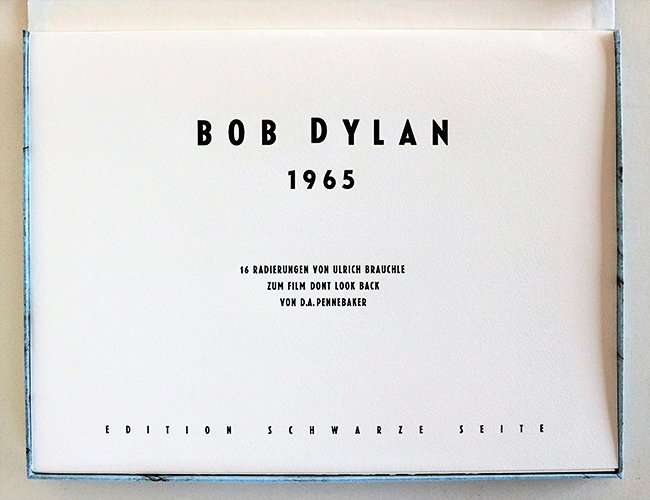 BOB DYLAN
1965
16 RADIERUNGEN VON ULRICH BRAUCHLE
ZUM FILM DONT LOOK BACK
VON D.A. PENNEBAKER
EDITION SCHWARZE SEITE